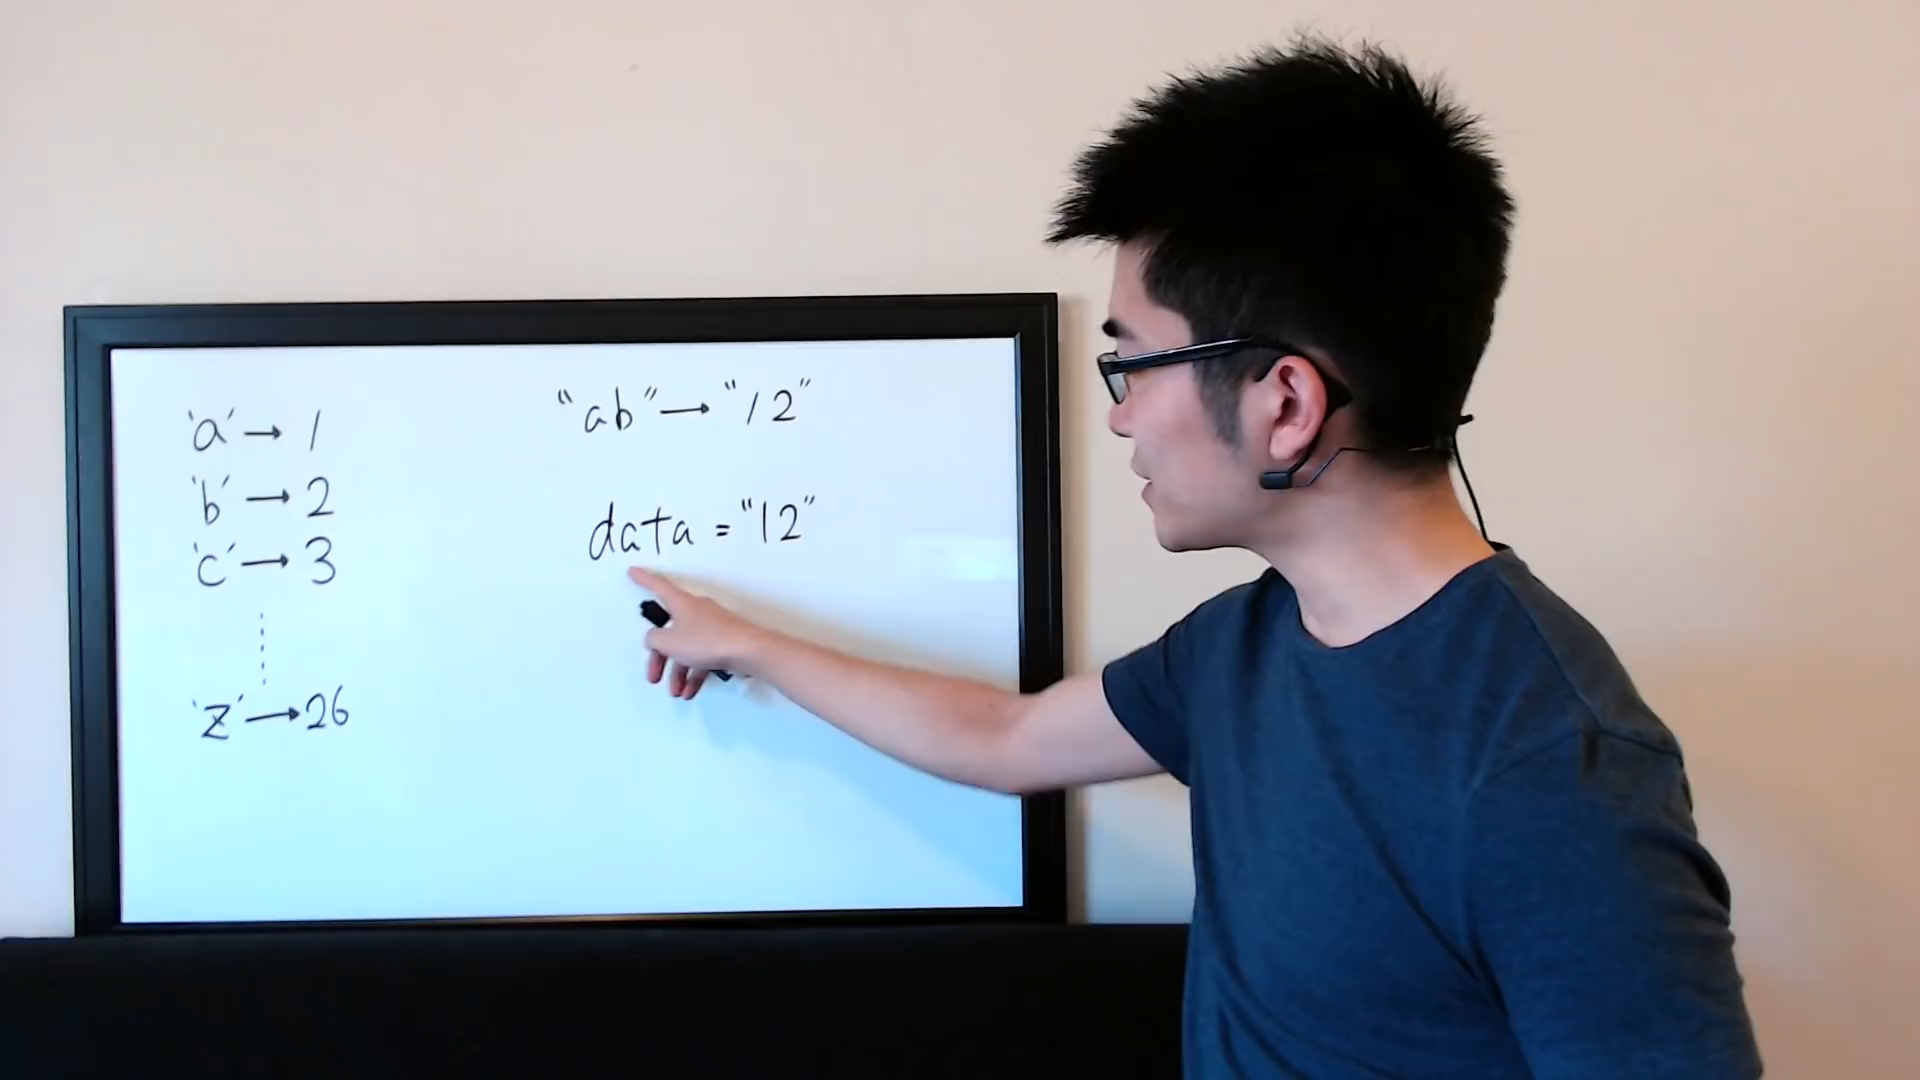 'a' → 1
'b' → 2
'c' → 3
'z' → 26
"ab" → "12"
data = "12"